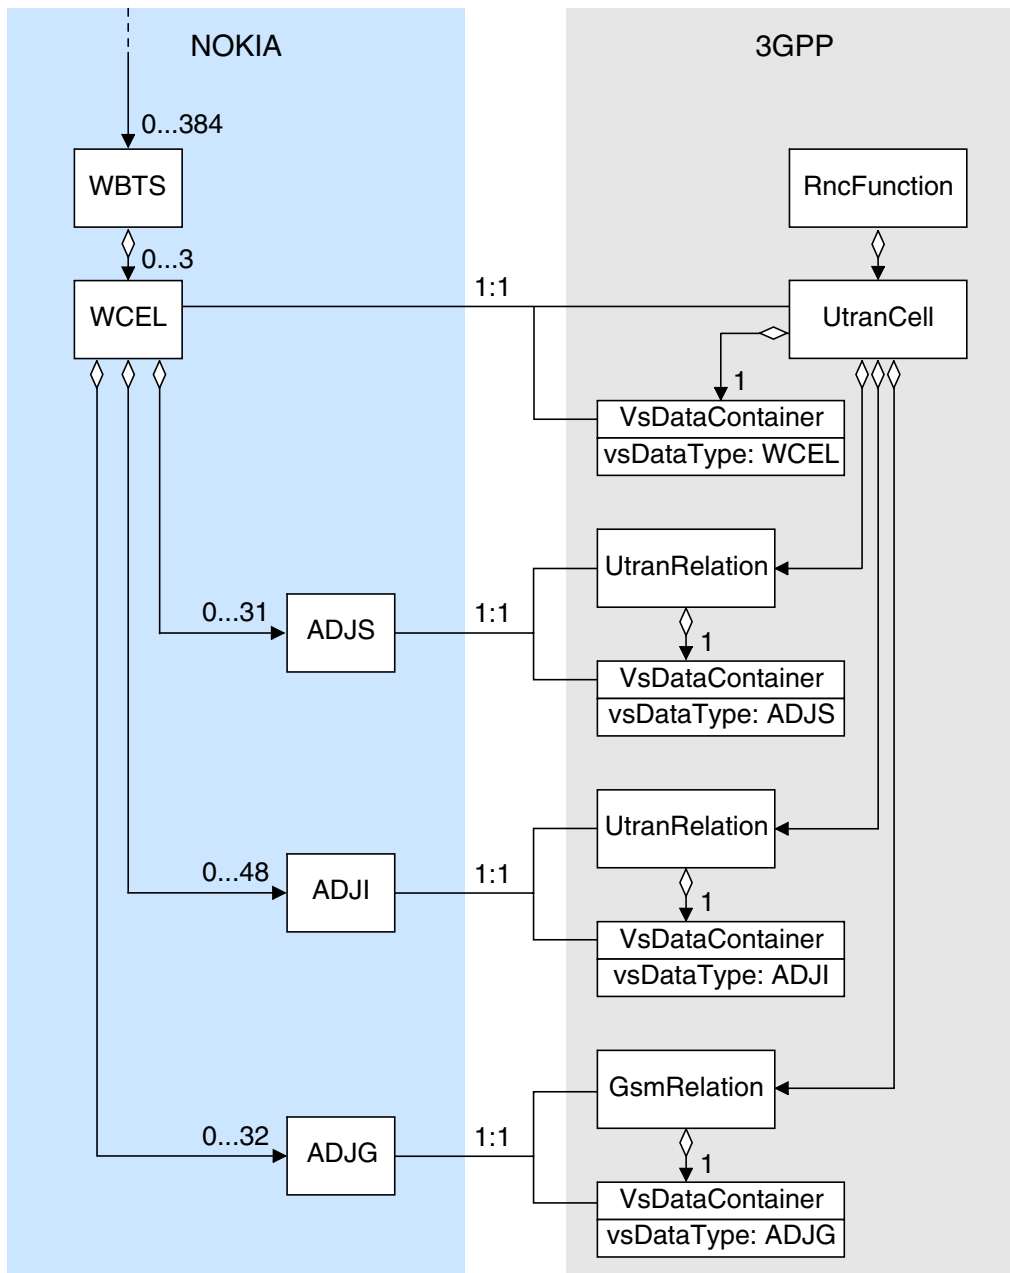 NOKIA
3GPP
0...384
WBTS
RncFunction
0...3
WCEL
1:1
UtranCell
1
VsDataContainer
vsDataType: WCEL
UtranRelation
0...31
ADJS
1:1
1
VsDataContainer
vsDataType: ADJS
UtranRelation
0...48
ADJI
1:1
1
VsDataContainer
vsDataType: ADJI
GsmRelation
0...32
ADJG
1:1
1
VsDataContainer
vsDataType: ADJG